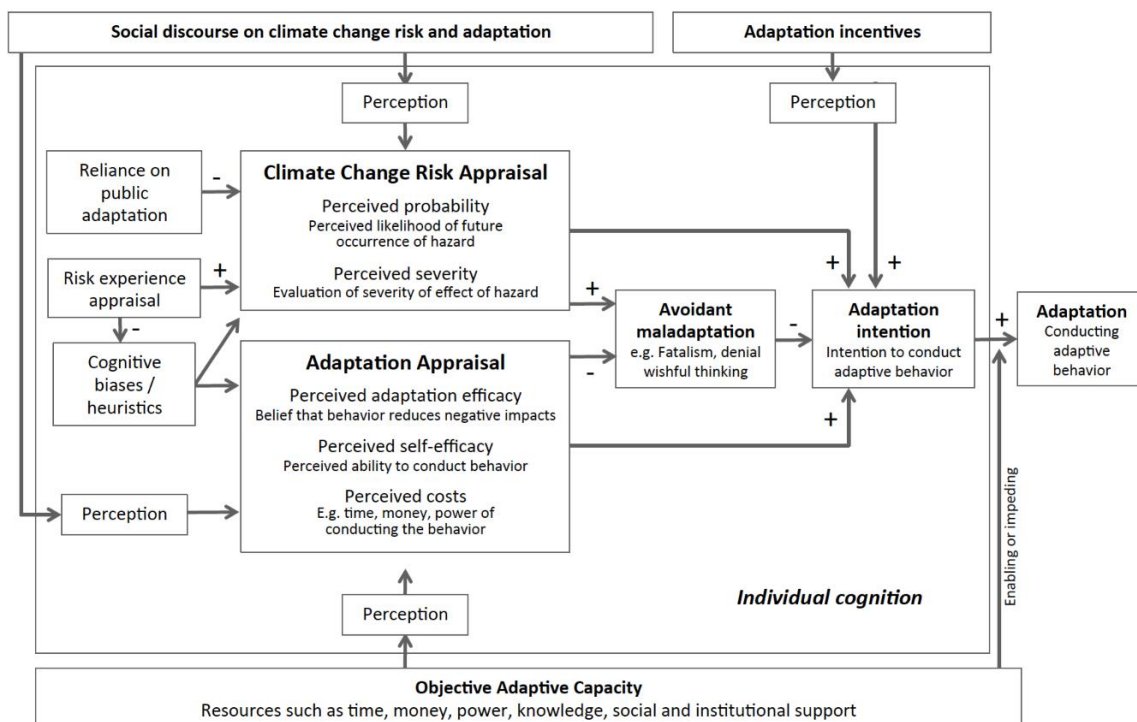 Social discourse on climate change risk and adaptation
Adaptation incentives
Perception
Perception
Reliance on
public
adaptation
-
Climate Change Risk Appraisal
Perceived probability
Perceived likelihood of future
occurrence of hazard
Perceived severity
Evaluation of severity of effect of hazard
Risk experience
appraisal
+
-
Cognitive
biases /
heuristics
Adaptation Appraisal
Perceived adaptation efficacy
Belief that behavior reduces negative impacts
Perceived self-efficacy
Perceived ability to conduct behavior
Perceived costs
E.g. time, money, power of
conducting the behavior
Perception
Perception
+
-
Avoidant
maladaptation
e.g. Fatalism, denial
wishful thinking
-
+
+
+
Adaptation
intention
Intention to conduct
adaptive behavior
+
Adaptation
Conducting
adaptive
behavior
Enabling or impeding
Individual cognition
Objective Adaptive Capacity
Resources such as time, money, power, knowledge, social and institutional support